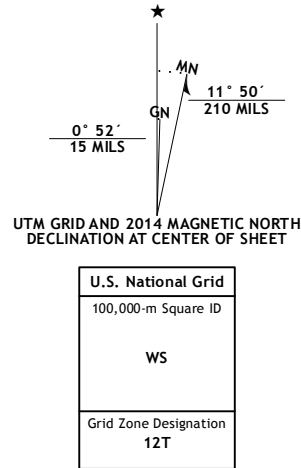 MN
11° 50´
210 MILS
GN
0° 52´
15 MILS
UTM GRID AND 2014 MAGNETIC NORTH
DECLINATION AT CENTER OF SHEET
U.S. National Grid
100,000-m Square ID
WS
Grid Zone Designation
12T